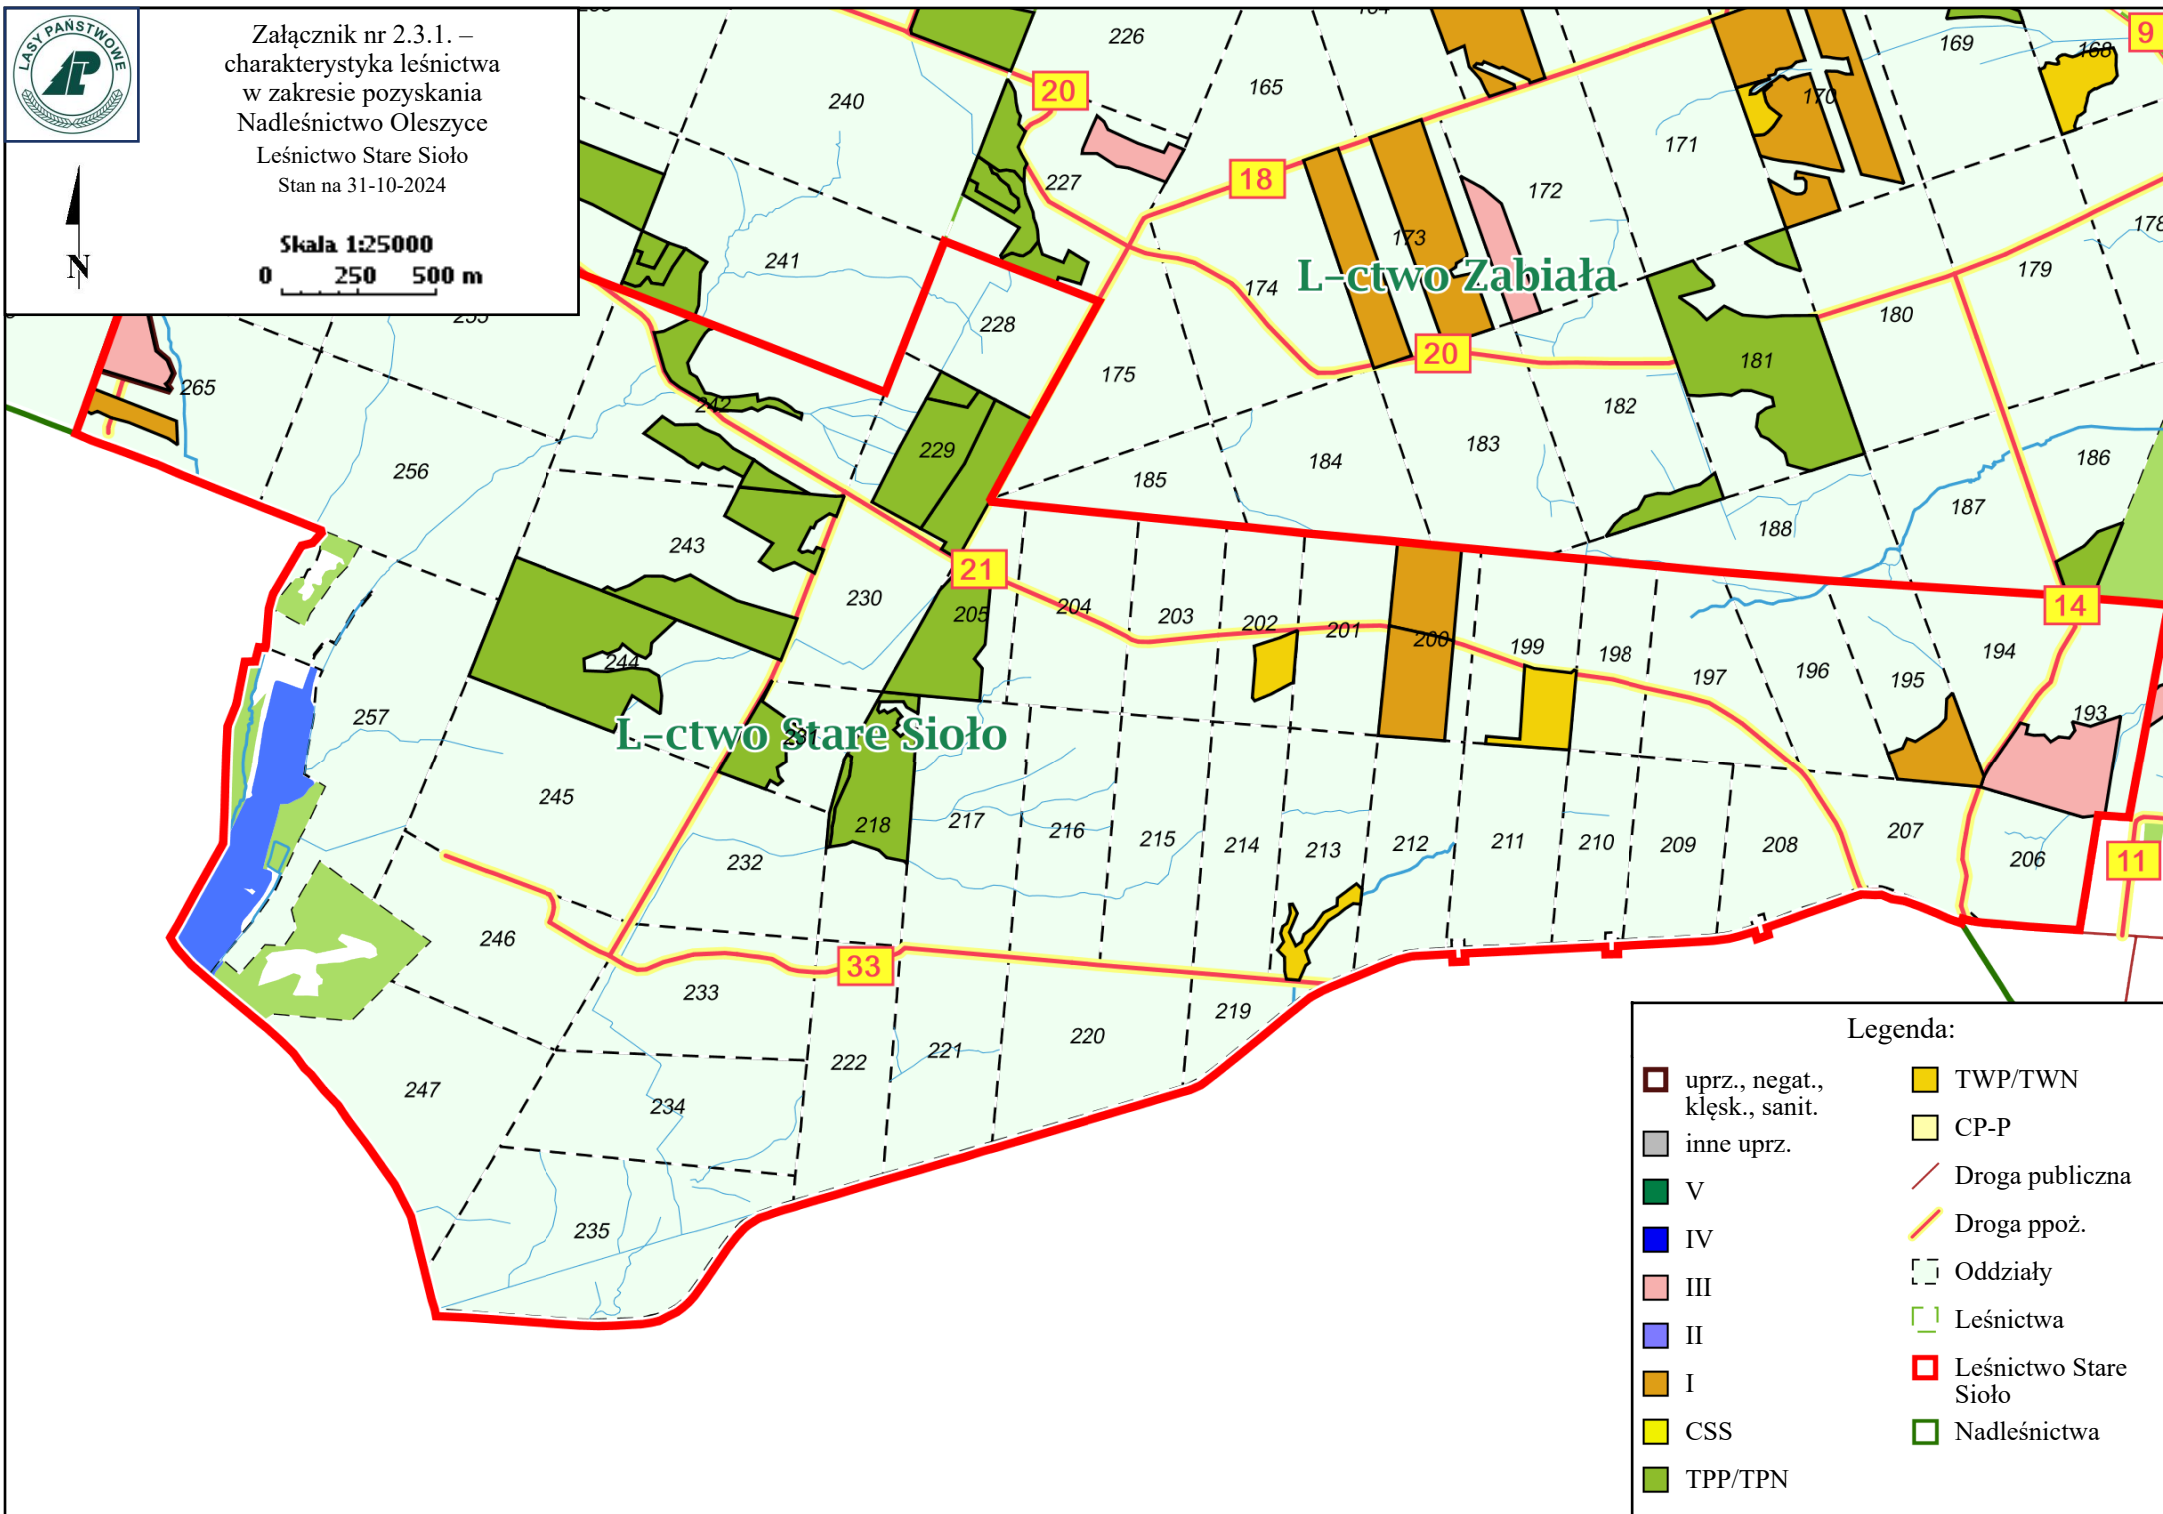 LASY PAŃSTWOWE
Załącznik nr 2.3.1. –
charakterystyka leśnictwa
w zakresie pozyskania
Nadleśnictwo Oleszyce
Leśnictwo Stare Sioło
Stan na 31-10-2024
N
Skala 1:25000
0 250 500 m
226
169
168
9
240
20
165
170
171
227
18
172
173
178
241
174
L-ctwo Zabiała
179
228
180
265
175
20
181
242
182
256
229
184
183
186
185
187
188
243
21
230
205
204
203
202
201
200
199
198
197
196
195
194
14
244
193
257
L-ctwo Stare Sioło
231
245
218
217
216
215
214
213
212
211
210
209
208
207
206
11
232
246
33
233
219
220
221
222
247
234
235
Legenda:
uprz., negat.,
klęsk., sanit.
inne uprz.
V
IV
III
II
I
CSS
TPP/TPN
TWP/TWN
CP-P
Droga publiczna
Droga ppoż.
Oddziały
Leśnictwa
Leśnictwo Stare
Sioło
Nadleśnictwa